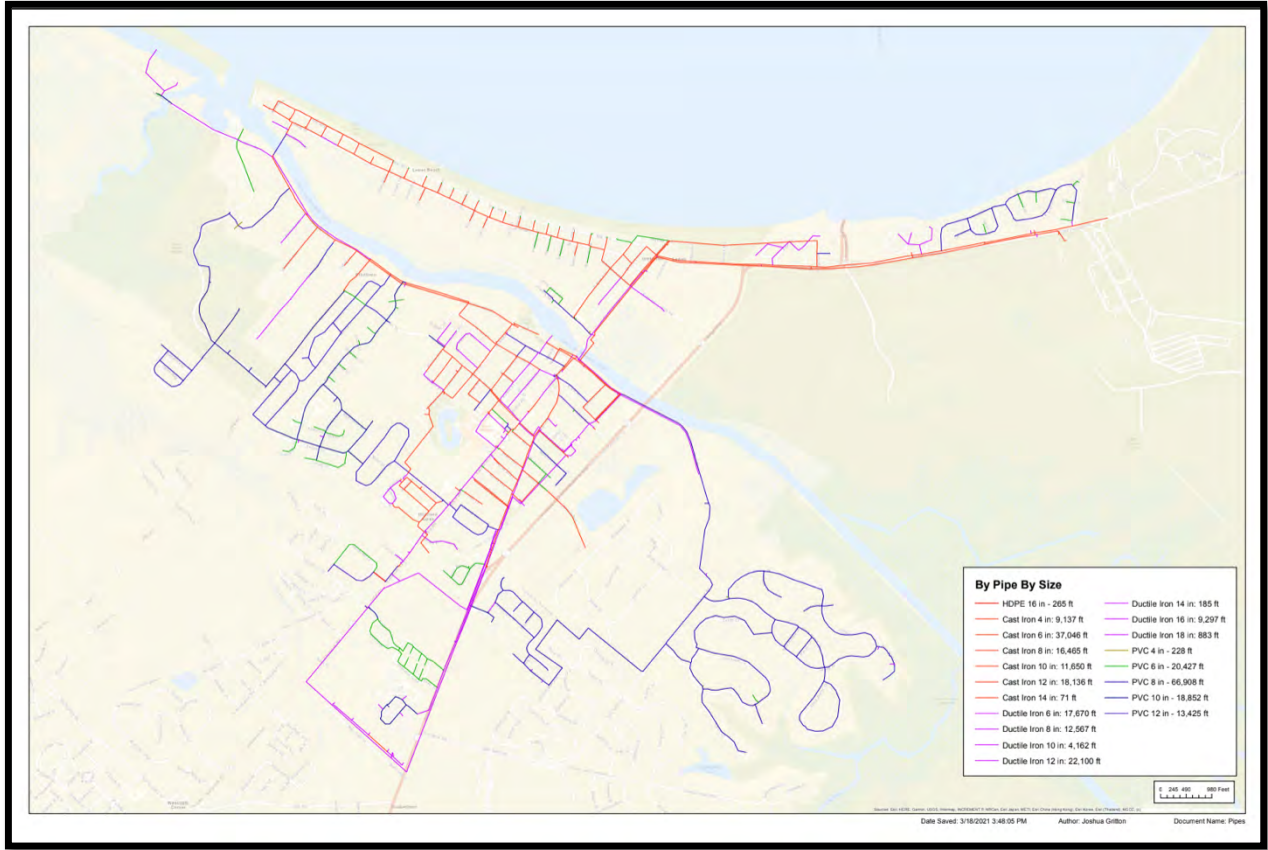 Lewes Beach
By Pipe By Size
HDPE 16 in - 265 ft
Cast Iron 4 in: 9,137 ft
Cast Iron 6 in: 37,046 ft
Cast Iron 8 in: 16,465 ft
Cast Iron 10 in: 11,650 ft
Cast Iron 12 in: 18,136 ft
Cast Iron 14 in: 71 ft
Ductile Iron 6 in: 17,670 ft
Ductile Iron 8 in: 12,567 ft
Ductile Iron 10 in: 4,162 ft
Ductile Iron 12 in: 22,100 ft
Ductile Iron 14 in: 185 ft
Ductile Iron 16 in: 9,297 ft
Ductile Iron 18 in: 883 ft
PVC 4 in - 228 ft
PVC 6 in - 20,427 ft
PVC 8 in - 66,908 ft
PVC 10 in - 18,852 ft
PVC 12 in - 13,425 ft
0 245 490 980 Feet
Date Saved: 3/18/2021 3:48:05 PM Author: Joshua Gritton Document Name: Pipes